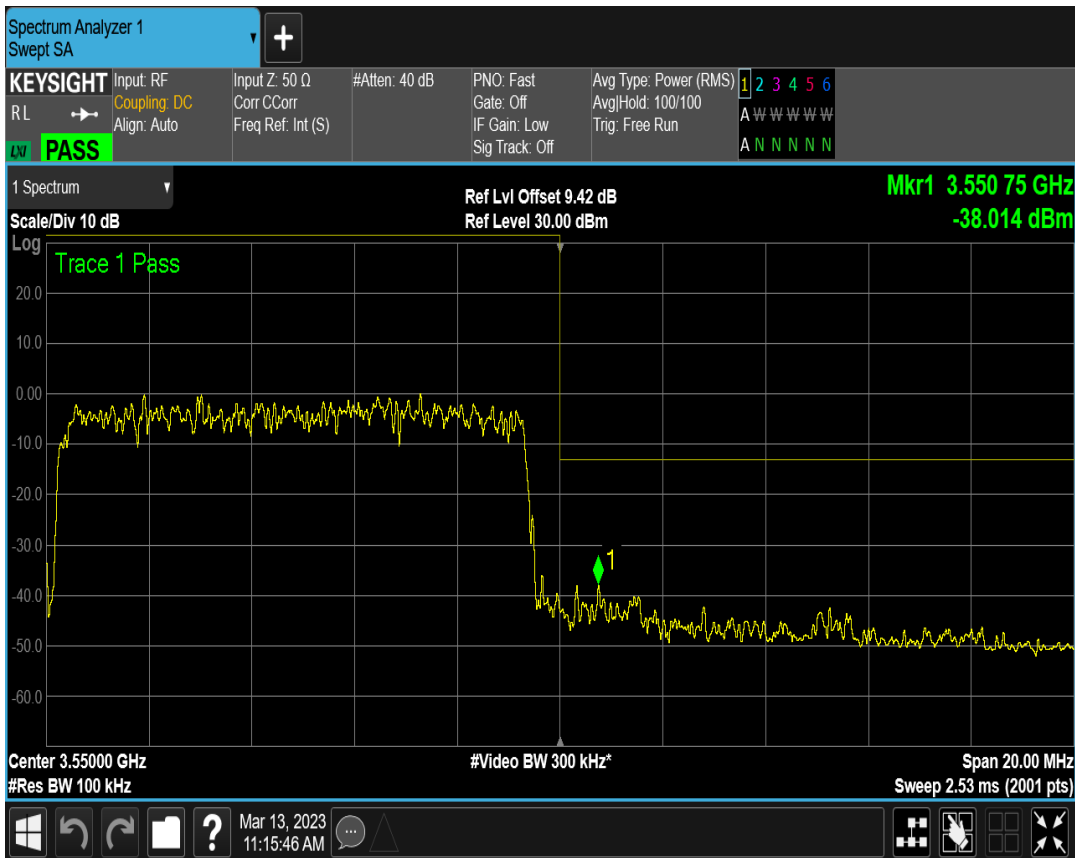 Spectrum Analyzer 1
Swept SA
+
KEYSIGHT
R L
LXI
PASS
Input: RF
Coupling: DC
Align: Auto
Input Z: 50 Ω
Corr CCorr
Freq Ref: Int (S)
#Atten: 40 dB
PNO: Fast
Gate: Off
IF Gain: Low
Sig Track: Off
Avg Type: Power (RMS)
Avg|Hold: 100/100
Trig: Free Run
1 2 3 4 5 6
A W W W W W
A N N N N N
1 Spectrum
Scale/Div 10 dB
Ref Lvl Offset 9.42 dB
Ref Level 30.00 dBm
Mkr1 3.550 75 GHz
-38.014 dBm
Log
Trace 1 Pass
20.0
10.0
0.00
-10.0
-20.0
-30.0
1
-40.0
-50.0
-60.0
Center 3.55000 GHz
#Res BW 100 kHz
#Video BW 300 kHz*
Span 20.00 MHz
Sweep 2.53 ms (2001 pts)
?
Mar 13, 2023
11:15:46 AM